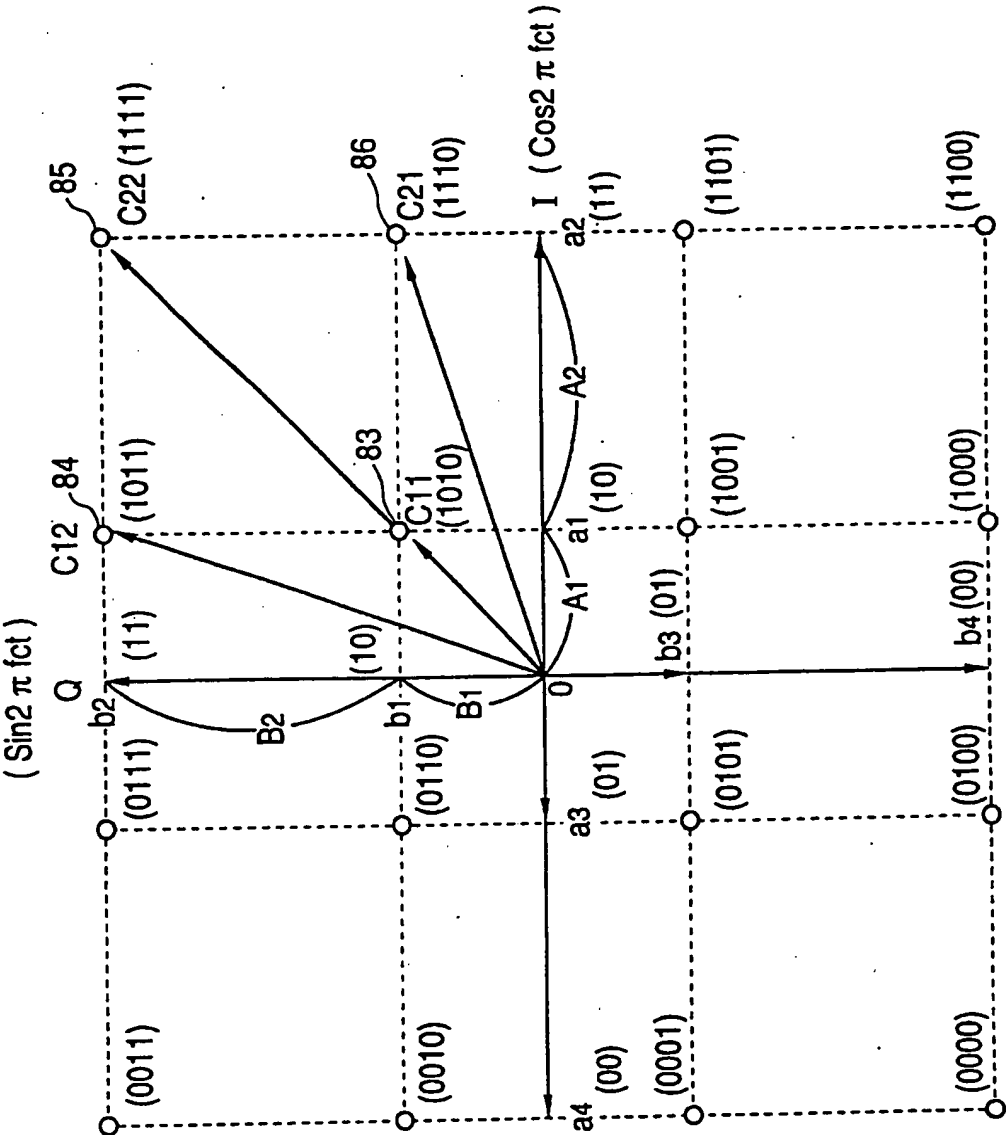 ( Sin2 π fct )
Q
b2
(11)
C12
84
(1011)
85
C22 (1111)
(0011)
(0111)
B2
(10)
b1
B1
83
C11
(1010)
86
C21
(1110)
(0010)
(0110)
I ( Cos2 π fct )
a4
(00)
a3
(01)
0
A1
a1
(10)
A2
a2
(11)
(0001)
(0101)
b3 (01)
(1001)
(1101)
(0000)
(0100)
b4 (00)
(1000)
(1100)